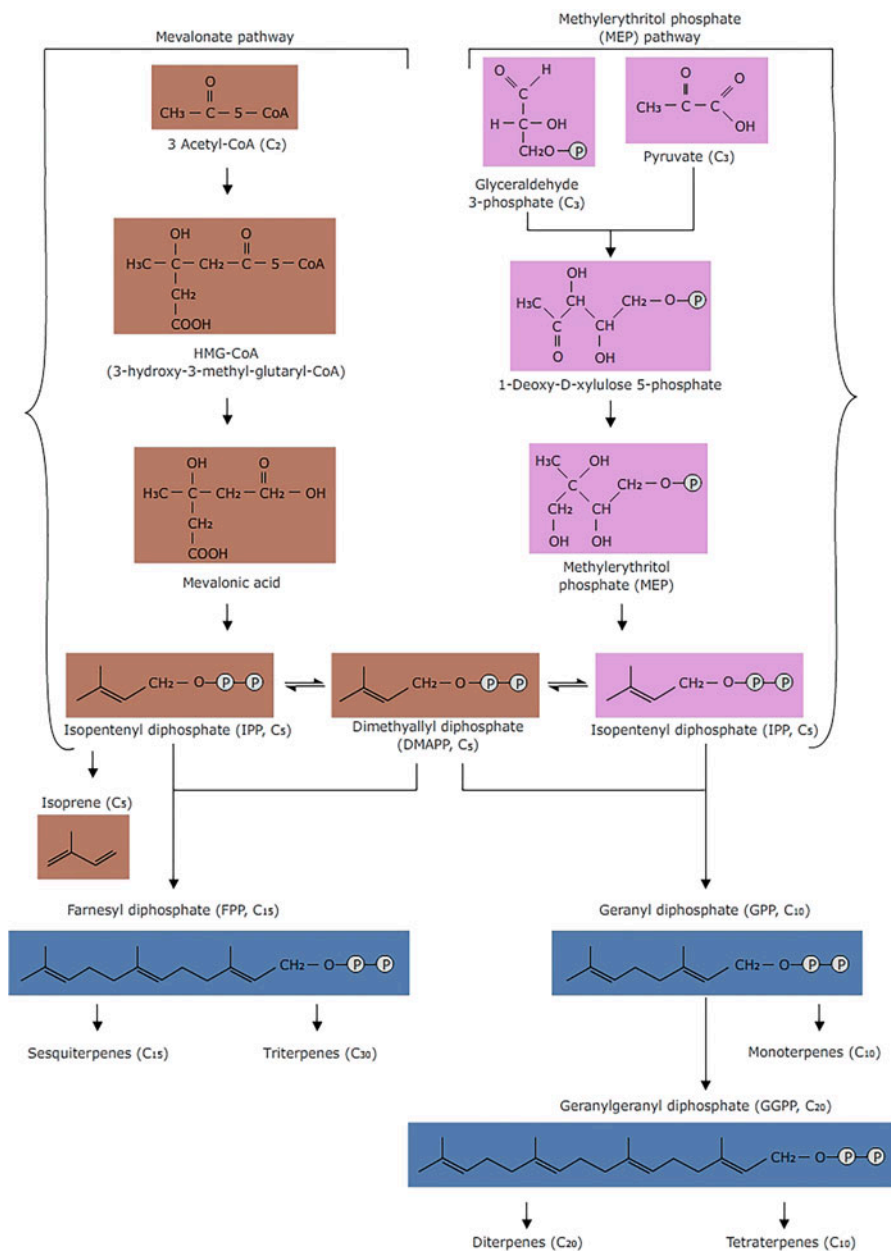 Mevalonate pathway
Methylerythritol phosphate
(MEP) pathway
O
CH₃ — C — S — CoA
3 Acetyl-CoA (C₂)
O
H
H — C — OH
CH₂O — P
Glyceraldehyde
3-phosphate (C₃)
O
O
CH₃
OH
Pyruvate (C₃)
OH
O
H₃C — C — CH₂ — C — S — CoA
CH₂
COOH
HMG-CoA
(3-hydroxy-3-methyl-glutaryl-CoA)
OH
H₃C
CH
CH₂ — O — P
C
CH
O
OH
1-Deoxy-D-xylulose 5-phosphate
OH
O
H₃C — C — CH₂ — CH₂ — OH
CH₂
COOH
Mevalonic acid
H₃C
OH
C
CH₂ — O — P
CH₂
CH
OH
OH
Methylerythritol
phosphate (MEP)
CH₂ — O — P — P
Isopentenyl diphosphate (IPP, C₅)
CH₂ — O — P — P
Dimethyallyl diphosphate
(DMAPP, C₅)
CH₂ — O — P — P
Isopentenyl diphosphate (IPP, C₅)
Isoprene (C₅)
Farnesyl diphosphate (FPP, C₁₅)
CH₂ — O — P — P
Sesquiterpenes (C₁₅)
Triterpenes (C₃₀)
Geranyl diphosphate (GPP, C₁₀)
CH₂ — O — P — P
Monoterpenes (C₁₀)
Geranylgeranyl diphosphate (GGPP, C₂₀)
CH₂ — O — P — P
Diterpenes (C₂₀)
Tetraterpenes (C₁₀)